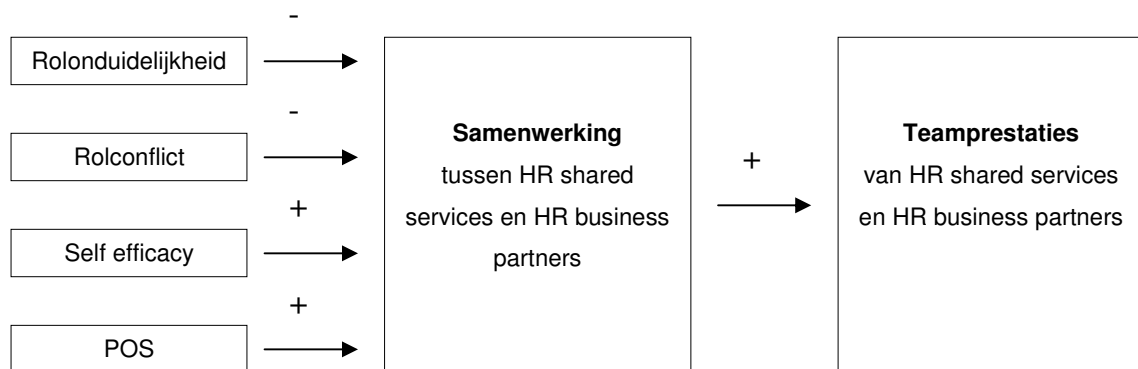 -
Rolonduidelijkheid
-
Rolconflict
+
Self efficacy
+
POS
Samenwerking
tussen HR shared
services en HR business
partners
+
Teamprestaties
van HR shared services
en HR business partners